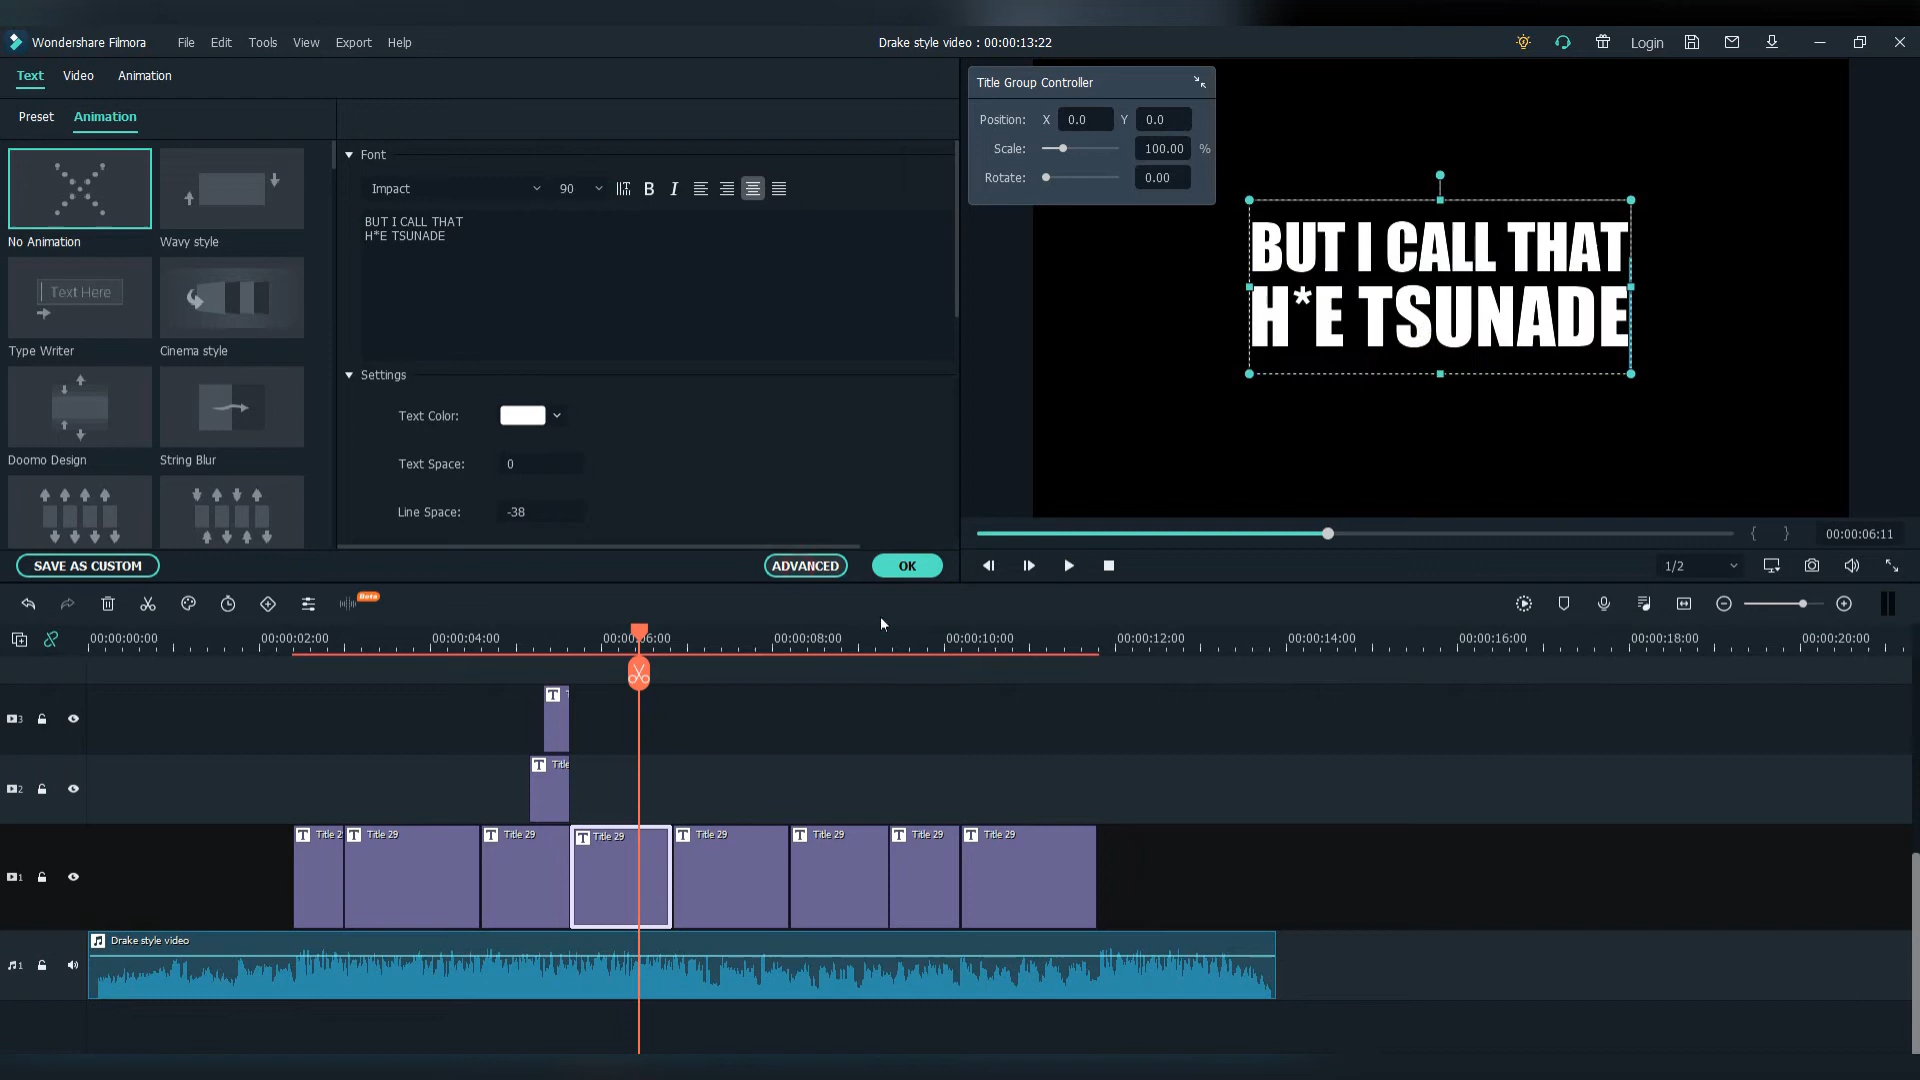 Wondershare Filmora File Edit Tools View Export Help Drake style video : 00:00:13:22 Login
Text Video Animation
Preset Animation
No Animation
Wavy style
Text Here
Type Writer
Cinema style
Doomo Design
String Blur
Font
Impact 90 B I
BUT I CALL THAT
H*E TSUNADE
Settings
Text Color:
Text Space: 0
Line Space: -38
SAVE AS CUSTOM ADVANCED OK
Title Group Controller
Position: X 0.0 Y 0.0
Scale: 100.00 %
Rotate: 0.00
BUT I CALL THAT
H*E TSUNADE
{ } 00:00:06:11
1/2
Beta
00:00:00:00 00:00:02:00 00:00:04:00 00:00:06:00 00:00:08:00 00:00:10:00 00:00:12:00 00:00:14:00 00:00:16:00 00:00:18:00 00:00:20:00
3 T
2 T Title
1 T Title 2 T Title 29 T Title 29 T Title 29 T Title 29 T Title 29 T Title 29 T Title 29
Drake style video
1